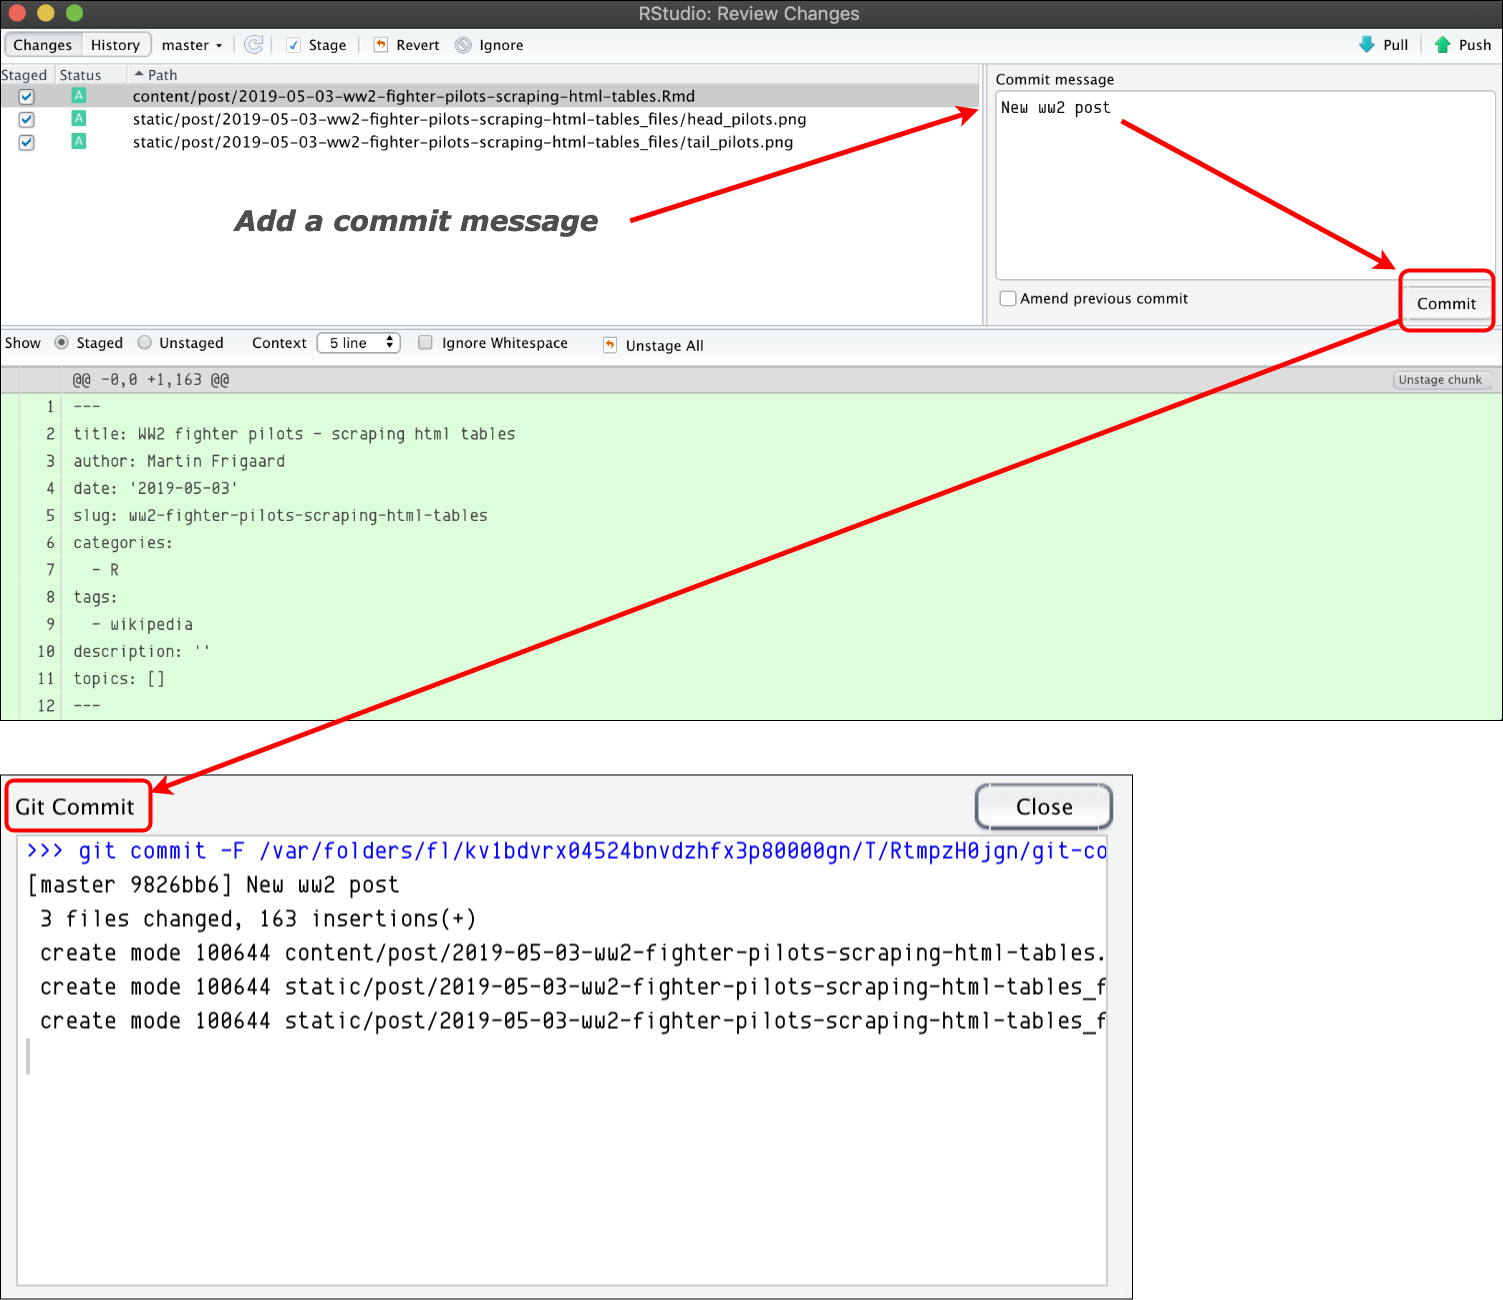 RStudio: Review Changes
Changes History master Stage Revert Ignore Pull Push
Staged Status Path
A content/post/2019-05-03-ww2-fighter-pilots-scraping-html-tables.Rmd
A static/post/2019-05-03-ww2-fighter-pilots-scraping-html-tables_files/head_pilots.png
A static/post/2019-05-03-ww2-fighter-pilots-scraping-html-tables_files/tail_pilots.png
Add a commit message
Commit message
New ww2 post
Amend previous commit
Commit
Show Staged Unstaged Context 5 line Ignore Whitespace Unstage All
@@ -0,0 +1,163 @@ Unstage chunk
1 ---
2 title: WW2 fighter pilots - scraping html tables
3 author: Martin Frigaard
4 date: '2019-05-03'
5 slug: ww2-fighter-pilots-scraping-html-tables
6 categories:
7 - R
8 tags:
9 - wikipedia
10 description: ''
11 topics: []
12 ---
Git Commit Close
>>> git commit -F /var/folders/fl/kv1bdvrx04524bnvdzhfx3p80000gn/T/RtmpzH0jgn/git-co
[master 9826bb6] New ww2 post
3 files changed, 163 insertions(+)
create mode 100644 content/post/2019-05-03-ww2-fighter-pilots-scraping-html-tables.
create mode 100644 static/post/2019-05-03-ww2-fighter-pilots-scraping-html-tables_f
create mode 100644 static/post/2019-05-03-ww2-fighter-pilots-scraping-html-tables_f